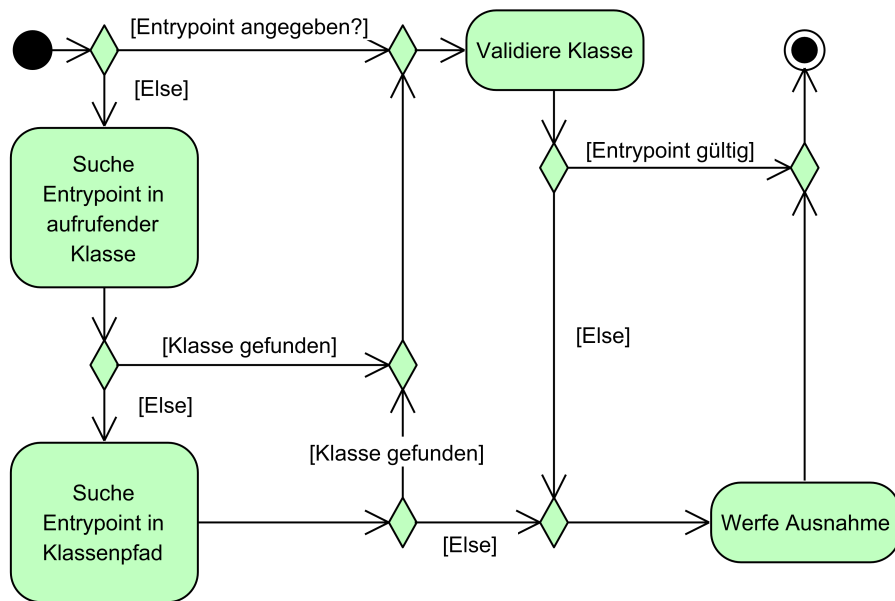 [Entrypoint angegeben?]
Validiere Klasse
[Else]
Suche
Entrypoint in
aufrufender
Klasse
[Entrypoint gültig]
[Klasse gefunden]
[Else]
[Else]
[Klasse gefunden]
Suche
Entrypoint in
Klassenpfad
[Else]
Werfe Ausnahme